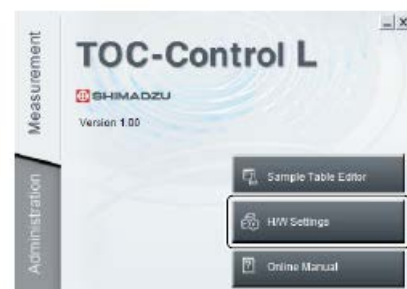 Measurement
Administration
TOC-Control L
SHIMADZU
Version 1.00
Sample Table Editor
H/W Settings
Online Manual